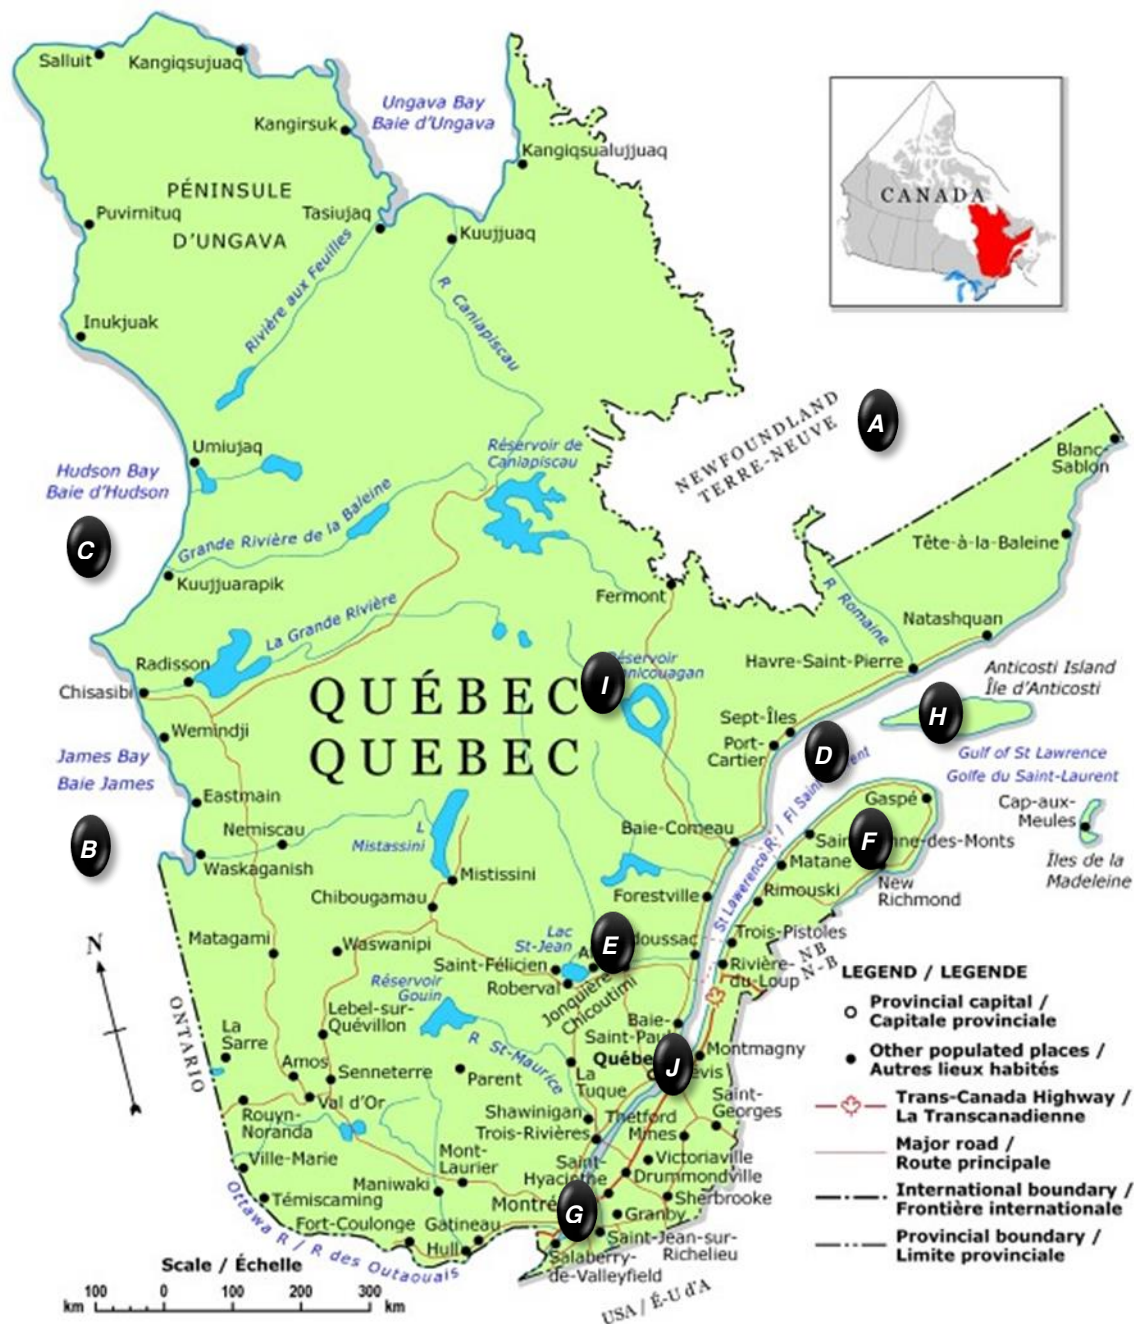 Salluit
Kangiqsujuaq
Ungava Bay
Baie d'Ungava
Kangirsuk
Kangiqsualujjuaq
CANADA
PÉNINSULE
D'UNGAVA
Puvirnituq
Tasiujaq
Kuujjuaq
Rivière aux Feuilles
R Caniapiscau
Inukjuak
NEWFOUNDLAND
TERRE-NEUVE
A
Umiujaq
Réservoir de
Caniapiscau
Blanc-
Sablon
Hudson Bay
Baie d'Hudson
C
Grande Rivière de la Baleine
Tête-à-la-Baleine
Kuujjuarapik
Fermont
R Romaine
La Grande Rivière
Natashquan
Radisson
Chisasibi
Havre-Saint-Pierre
Anticosti Island
Île d'Anticosti
I
Réservoir
QUÉBEC
QUEBEC
H
Wemindji
Sept-Îles
Port-
Cartier
D
Gulf of St Lawrence
Golfe du Saint-Laurent
James Bay
Baie James
Eastmain
Gaspé
Cap-aux-
Meules
Nemiscau
L
Mistassini
Baie-Comeau
St Lawerence R / Fl
B
F
Matane
Îles de la
Madeleine
Waskaganish
Mistissini
New
Richmond
Chibougamau
Forestville
Rimouski
N
Matagami
Waswanipi
Lac
St-Jean
E
Trois-Pistoles
Saint-Félicien
Roberval
Jonquière
Chicoutimi
Rivière-
du-Loup
NB
N-B
LEGEND / LEGENDE
Provincial capital /
Capitale provinciale
Other populated places /
Autres lieux habités
Trans-Canada Highway /
La Transcanadienne
Major road /
Route principale
International boundary /
Frontière internationale
Provincial boundary /
Limite provinciale
Réservoir
Gouin
ONTARIO
Lebel-sur-
Quévillon
R St-Maurice
Baie-
J
Montmagny
La
Sarre
Amos
Senneterre
Parent
La
Tuque
Saint-
Georges
Rouyn-
Noranda
Val d'Or
Shawinigan
Trois-Rivières
Thetford
Mines
Ville-Marie
Mont-
Laurier
Saint-
Hyacinthe
Victoriaville
Drummondville
Témiscaming
Maniwaki
G
Sherbrooke
Granby
Fort-Coulonge
Gatineau
Hull
Saint-Jean-sur-
Richelieu
Salaberry-
de-Valleyfield
Ottawa R / R des Outaouais
USA / É-U d'A
Scale / Échelle
100 0 100 200 300
km km